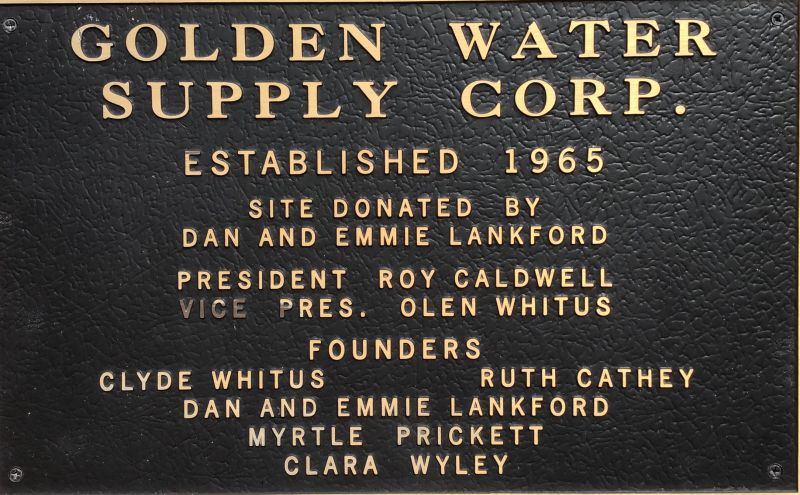 GOLDEN WATER
SUPPLY CORP.
ESTABLISHED 1965
SITE DONATED BY
DAN AND EMMIE LANKFORD
PRESIDENT ROY CALDWELL
VICE PRES. OLEN WHITUS
FOUNDERS
CLYDE WHITUS RUTH CATHEY
DAN AND EMMIE LANKFORD
MYRTLE PRICKETT
CLARA WYLEY